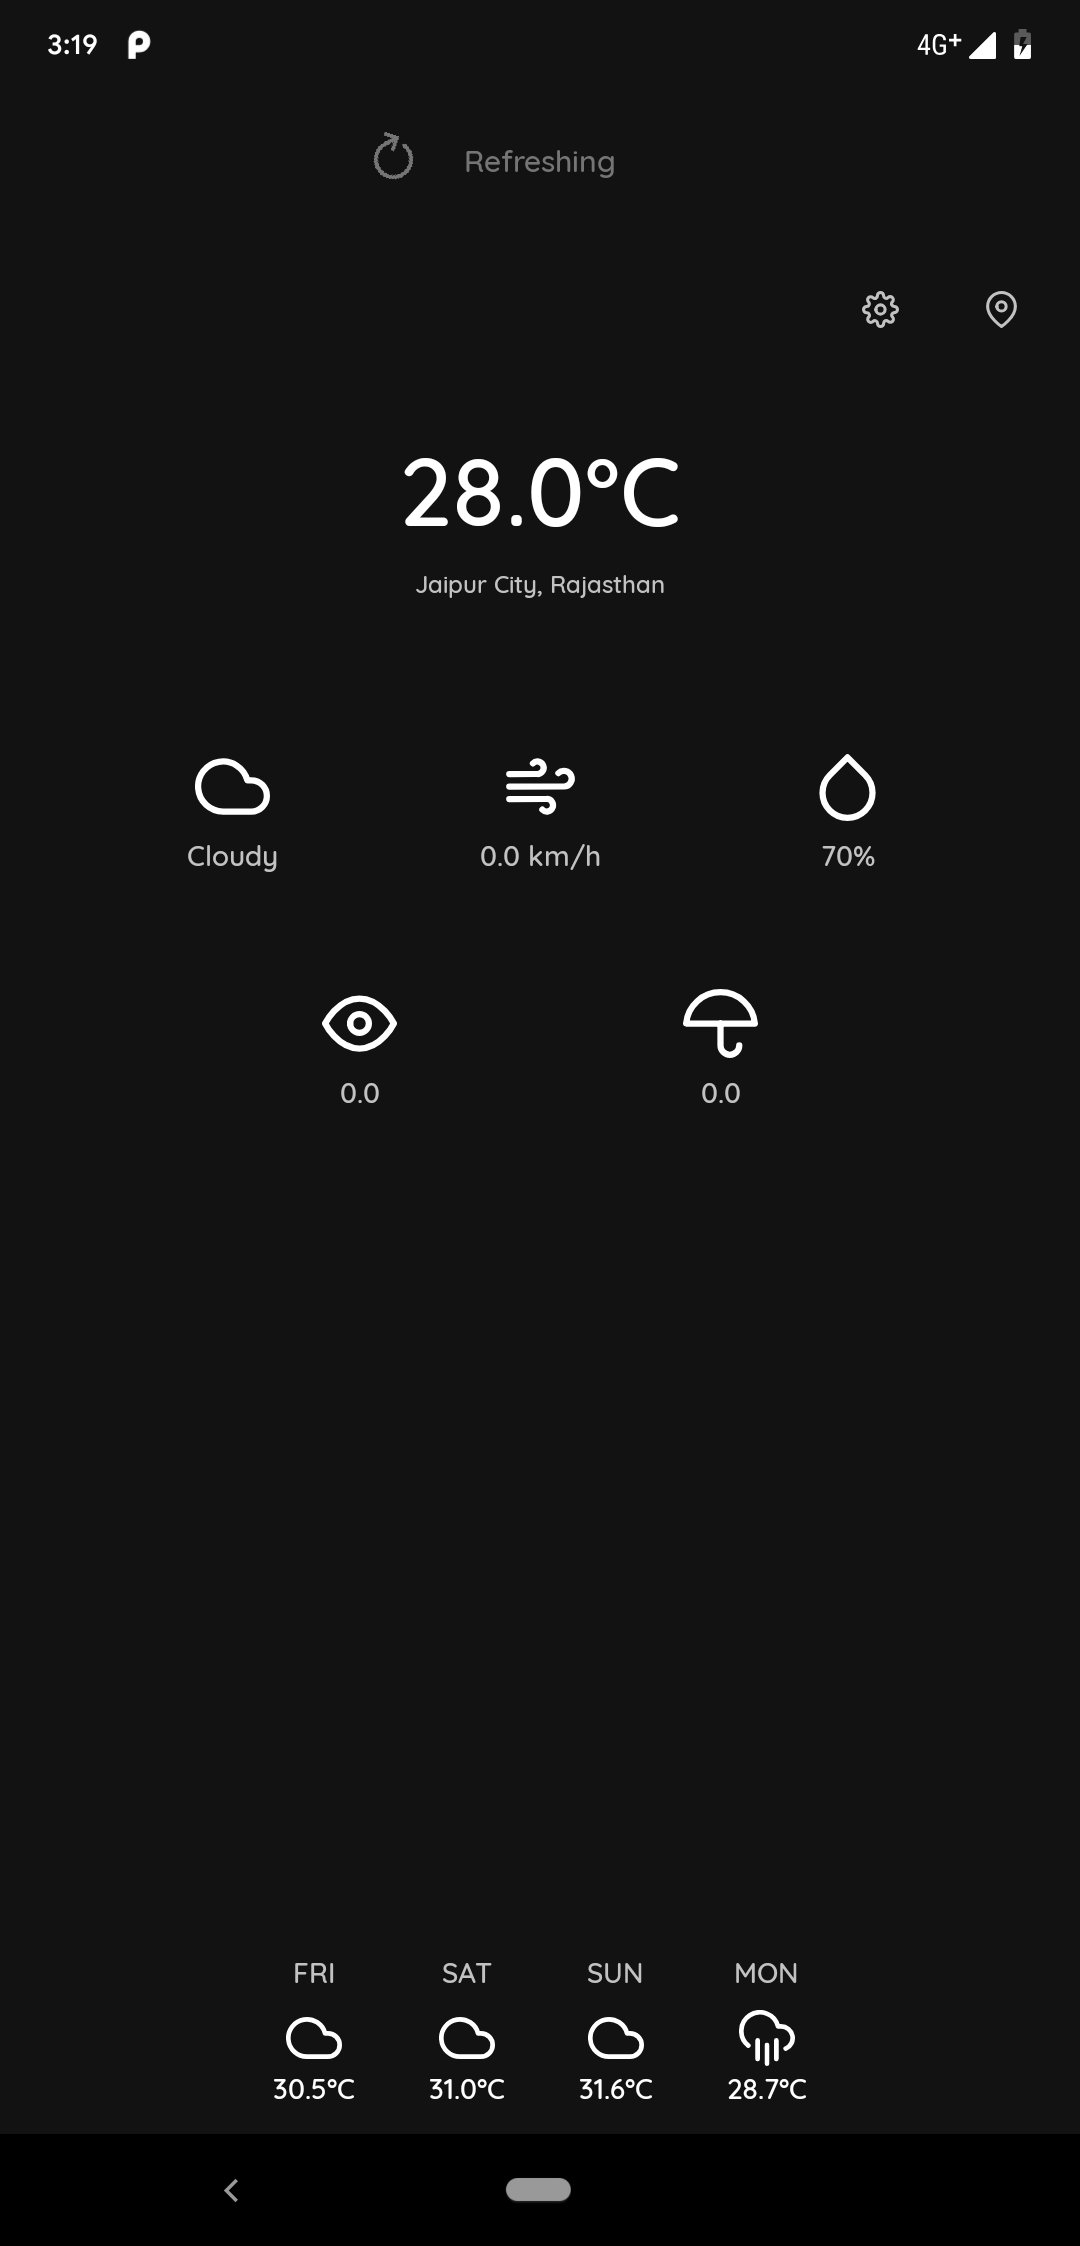 3:19 4G+
Refreshing
28.0°C
Jaipur City, Rajasthan
Cloudy 0.0 km/h 70%
0.0 0.0
FRI SAT SUN MON
30.5°C 31.0°C 31.6°C 28.7°C